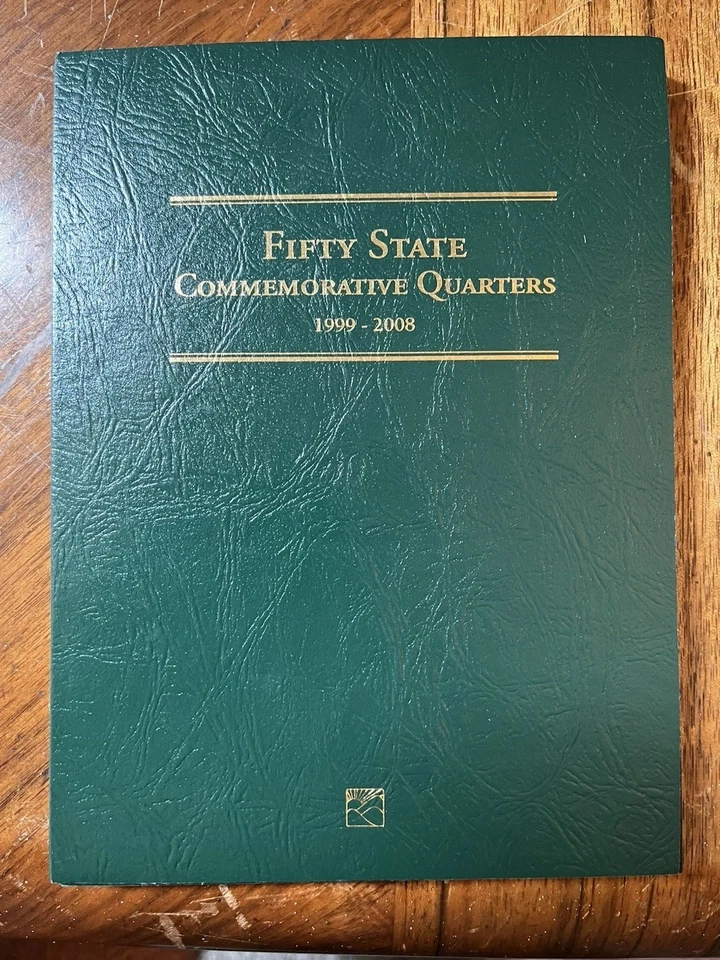 Fifty State
Commemorative Quarters
1999 - 2008